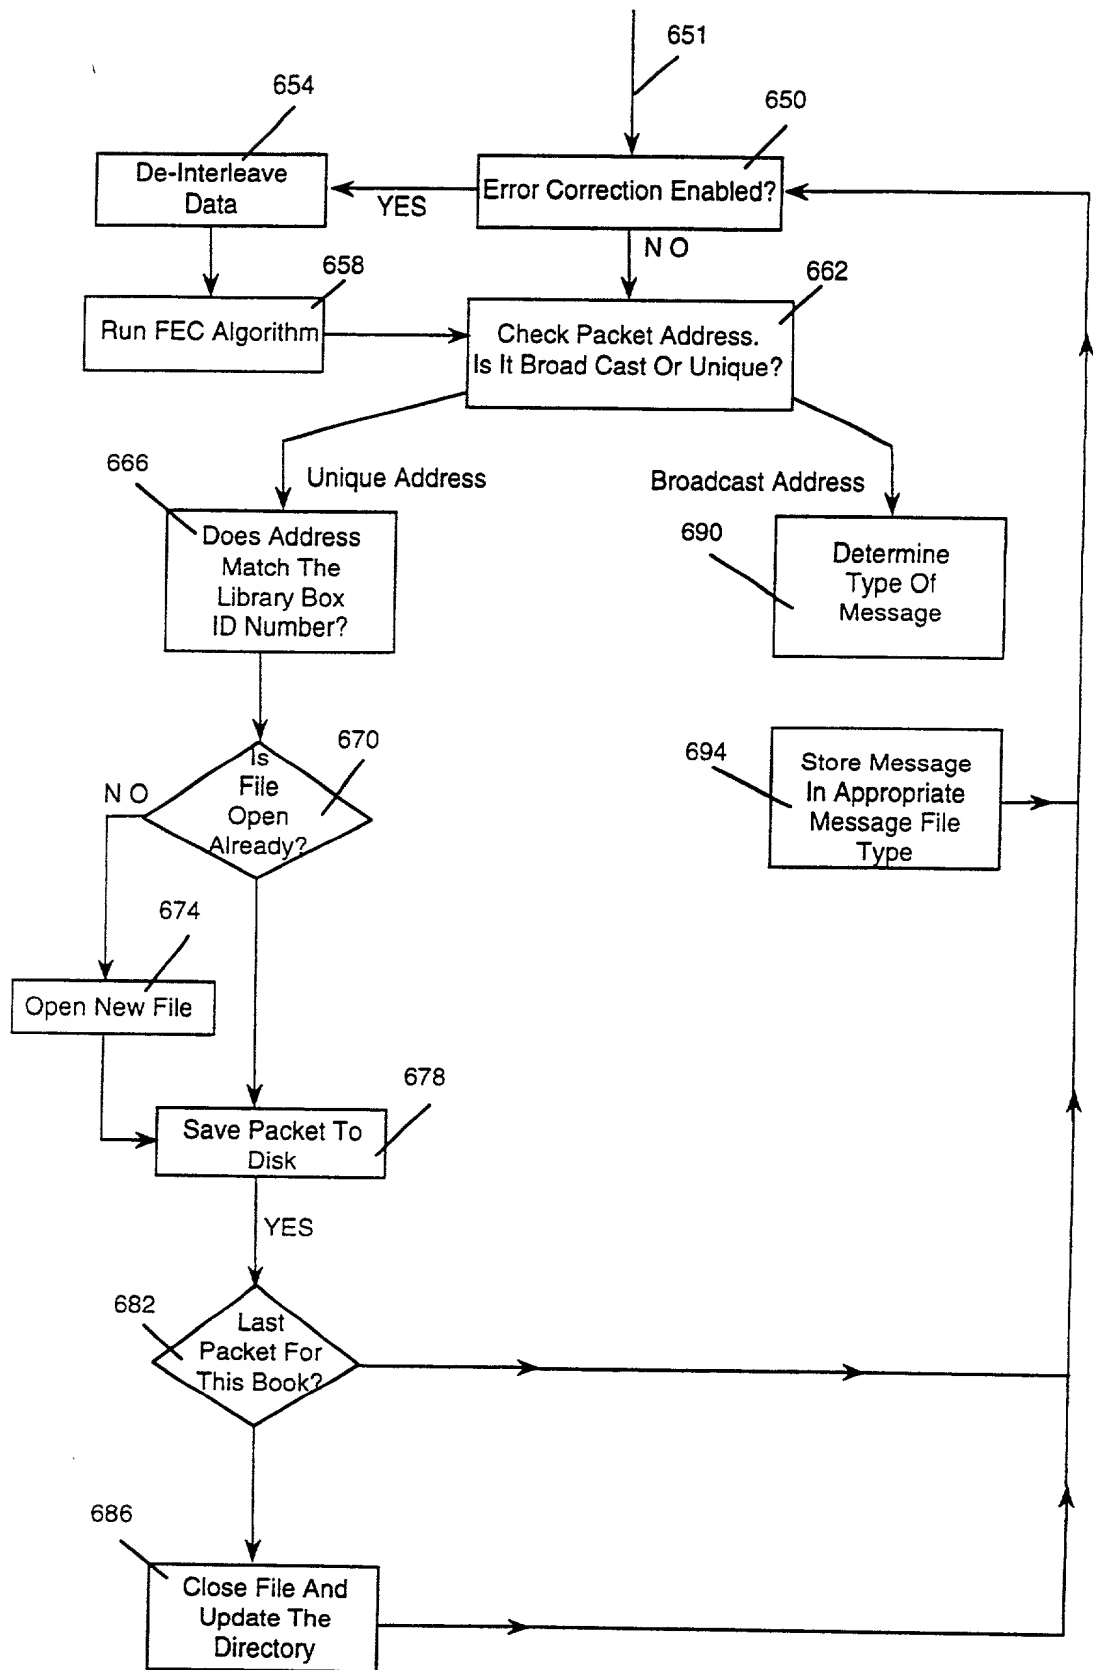 651
654
650
De-Interleave
Data
YES
Error Correction Enabled?
N O
658
662
Run FEC Algorithm
Check Packet Address.
Is It Broad Cast Or Unique?
666
Unique Address
Broadcast Address
Does Address
Match The
Library Box
ID Number?
690
Determine
Type Of
Message
670
Is
File
Open
Already?
N O
694
Store Message
In Appropriate
Message File
Type
674
Open New File
678
Save Packet To
Disk
YES
682
Last
Packet For
This Book?
686
Close File And
Update The
Directory